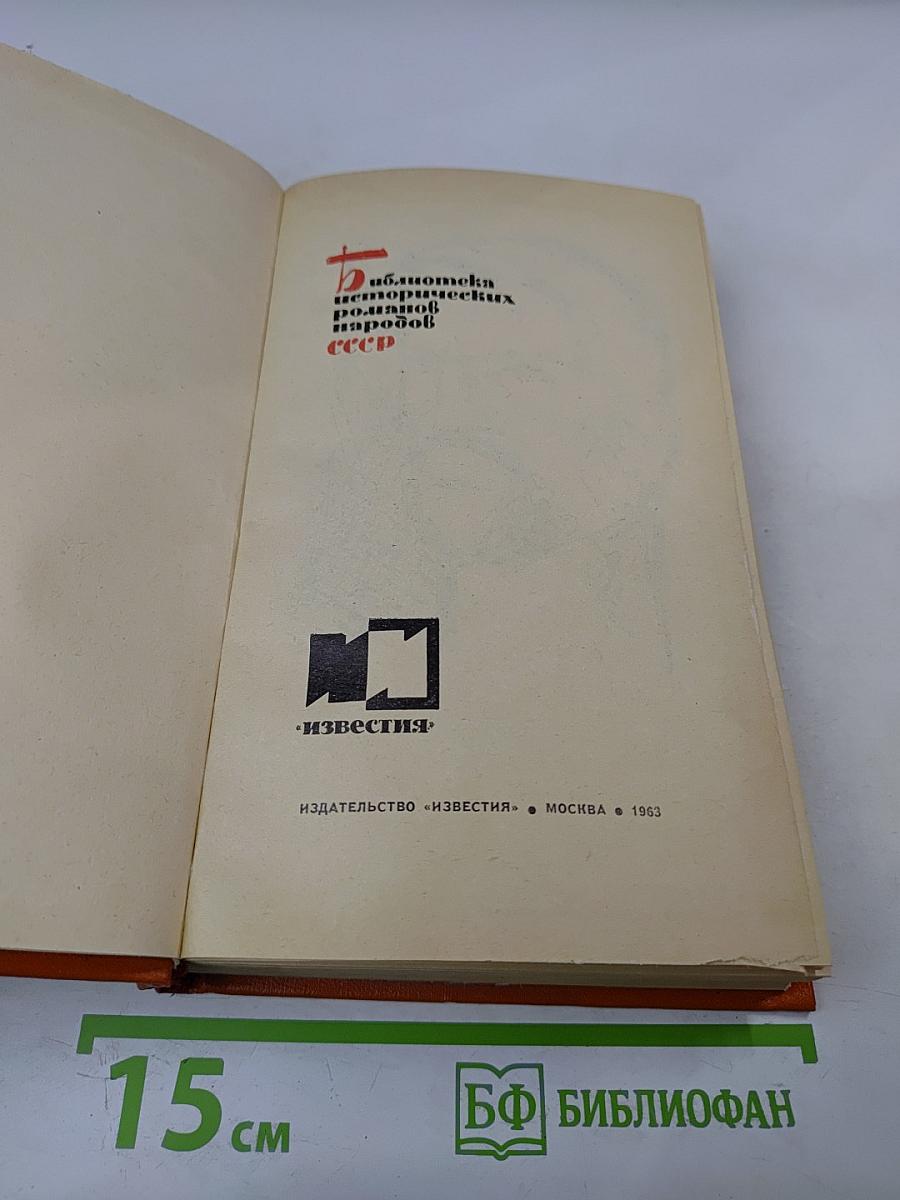 Библиотека
исторических
романов
народов
СССР
«ИЗВЕСТИЯ»
ИЗДАТЕЛЬСТВО «ИЗВЕСТИЯ» ● МОСКВА ● 1963
15 см
БФ БИБЛИОФАН